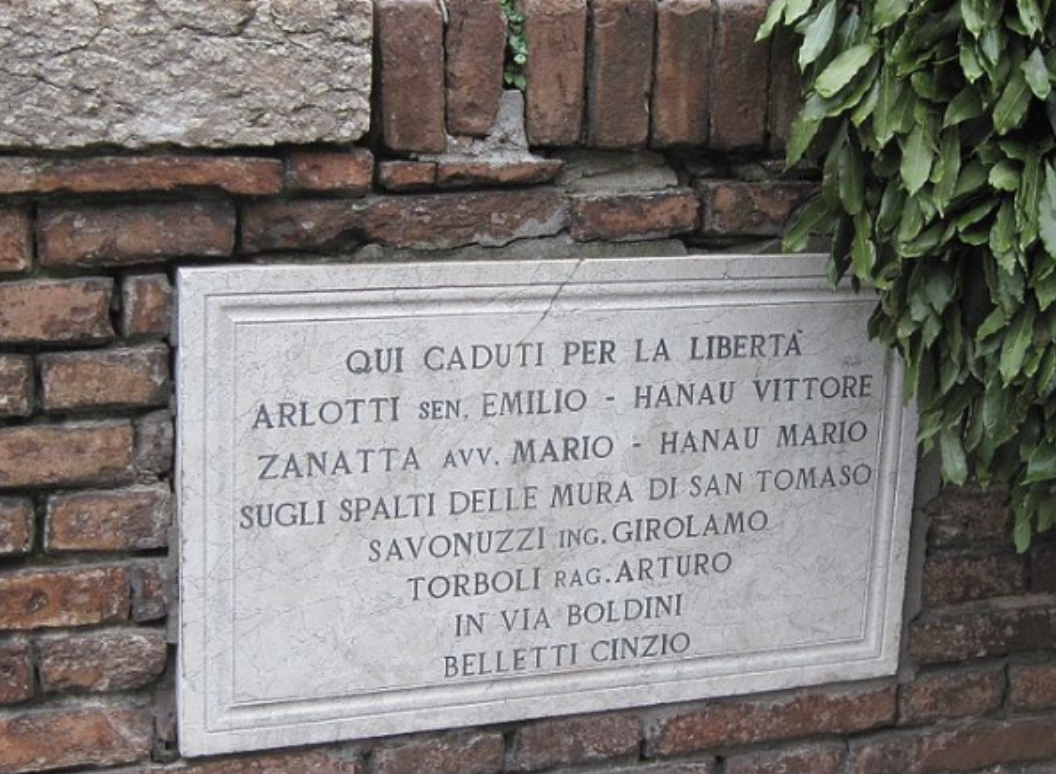 QUI CADUTI PER LA LIBERTÀ
ARLOTTI SEN. EMILIO - HANAU VITTORE
ZANATTA AVV. MARIO - HANAU MARIO
SUGLI SPALTI DELLE MURA DI SAN TOMASO
SAVONUZZI ING. GIROLAMO
TORBOLI RAG. ARTURO
IN VIA BOLDINI
BELLETTI CINZIO